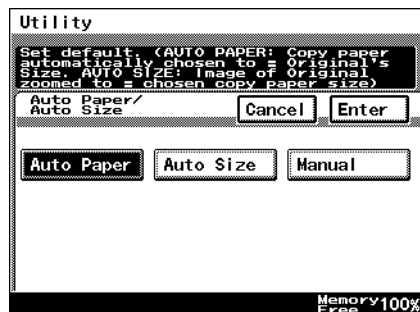 Utility
Set default. (AUTO PAPER: Copy paper
automatically chosen to = Original's
Size. AUTO SIZE: Image of Original
zoomed to = chosen copy paper size)
Auto Paper/
Auto Size
Cancel
Enter
Auto Paper
Auto Size
Manual
Memory
Free
100%